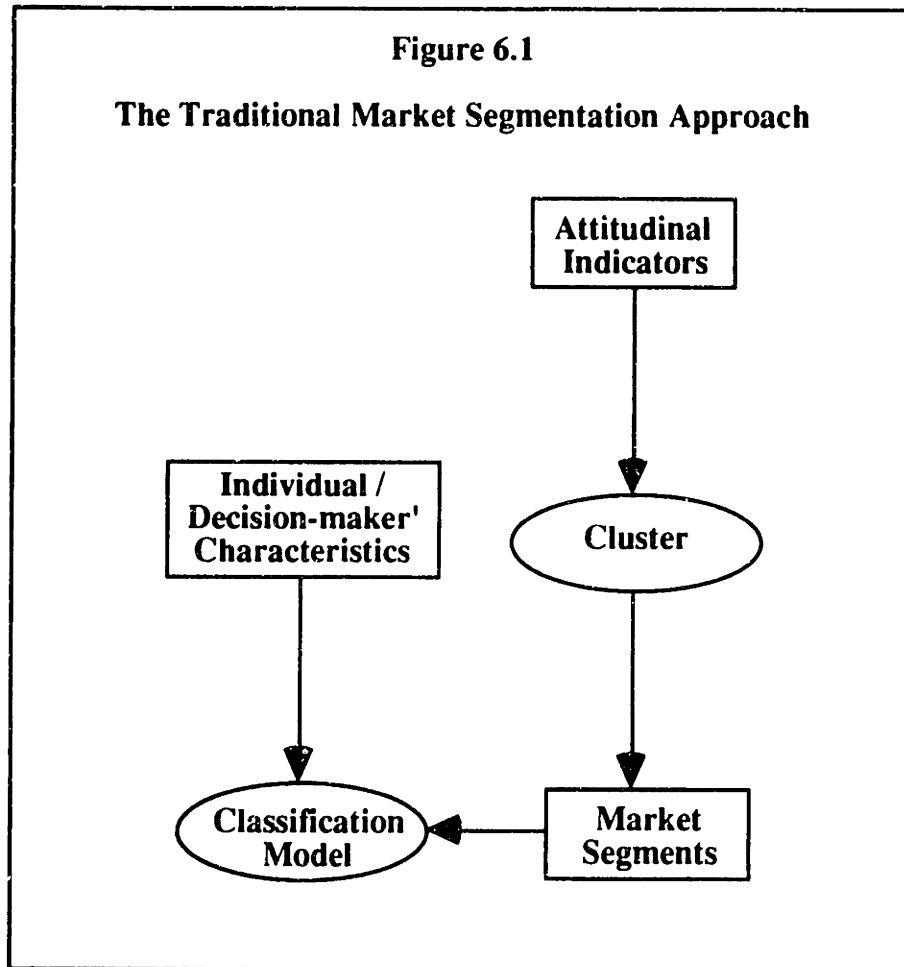 Figure 6.1
The Traditional Market Segmentation Approach
Attitudinal
Indicators
Individual /
Decision-maker'
Characteristics
Cluster
Classification
Model
Market
Segments